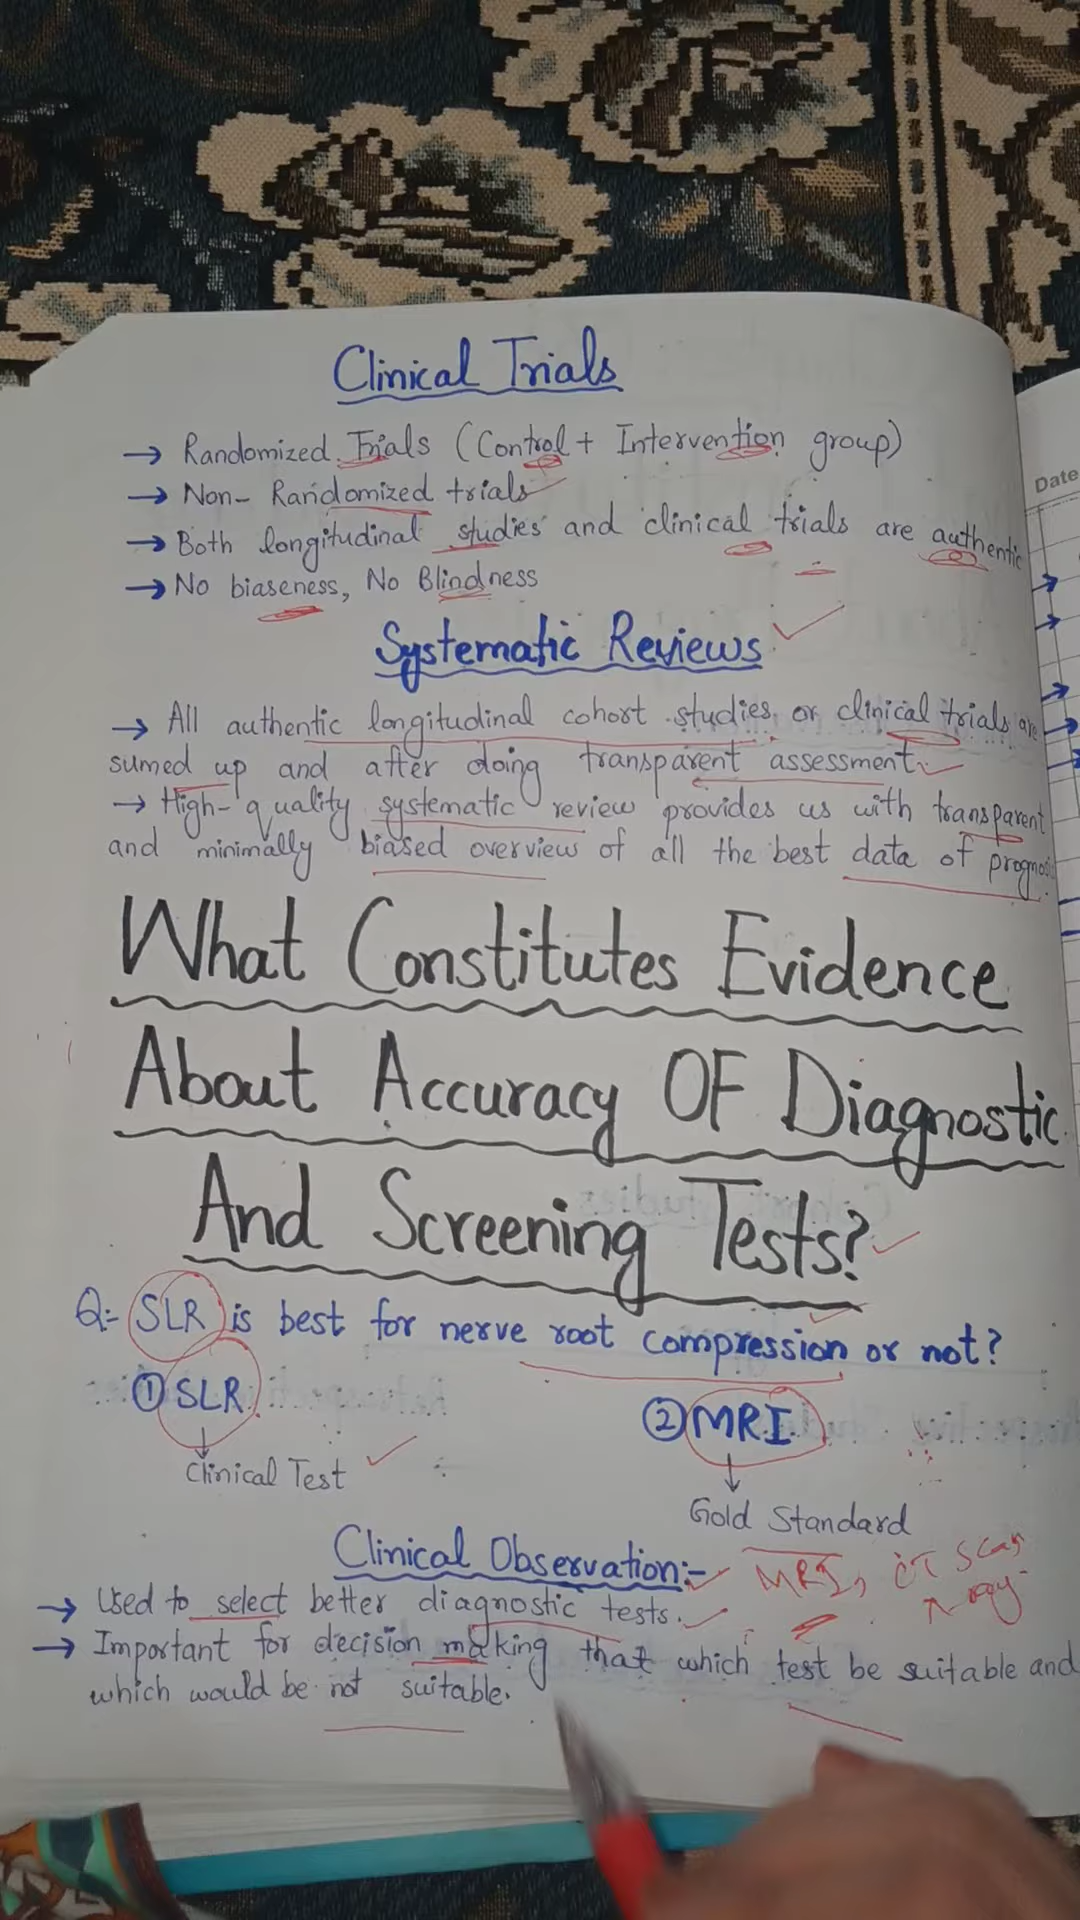 Clinical Trials
→ Randomized Trials (Control + Intervention group)
→ Non- Randomized trials
→ Both longitudinal studies and clinical trials are authentic
→ No biaseness, No Blindness
Date
Systematic Reviews
→ All authentic longitudinal cohort studies or clinical trials are
sumed up and after doing transparent assessment
→ High-quality systematic review provides us with transparent
and minimally biased overview of all the best data of
What Constitutes Evidence
About Accuracy OF Diagnostic
And Screening Tests?
Q:- SLR is best for nerve root compression or not?
① SLR
② MRI
↓
Clinical Test
↓
Gold Standard
Clinical Observation:-
MRI, CT Scan
X-ray
→ Used to select better diagnostic tests.
→ Important for decision making that which test be suitable and
which would be not suitable.